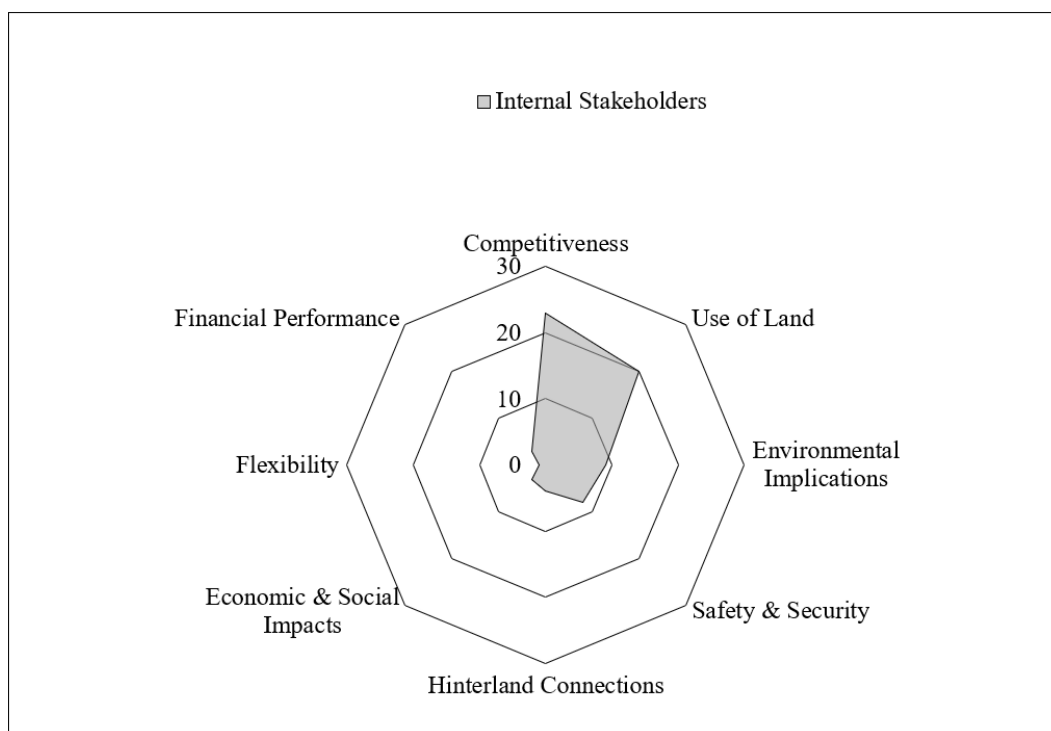 Internal Stakeholders
Competitiveness
30
Financial Performance
Use of Land
20
10
Flexibility
0
Environmental
Implications
Economic & Social
Impacts
Safety & Security
Hinterland Connections